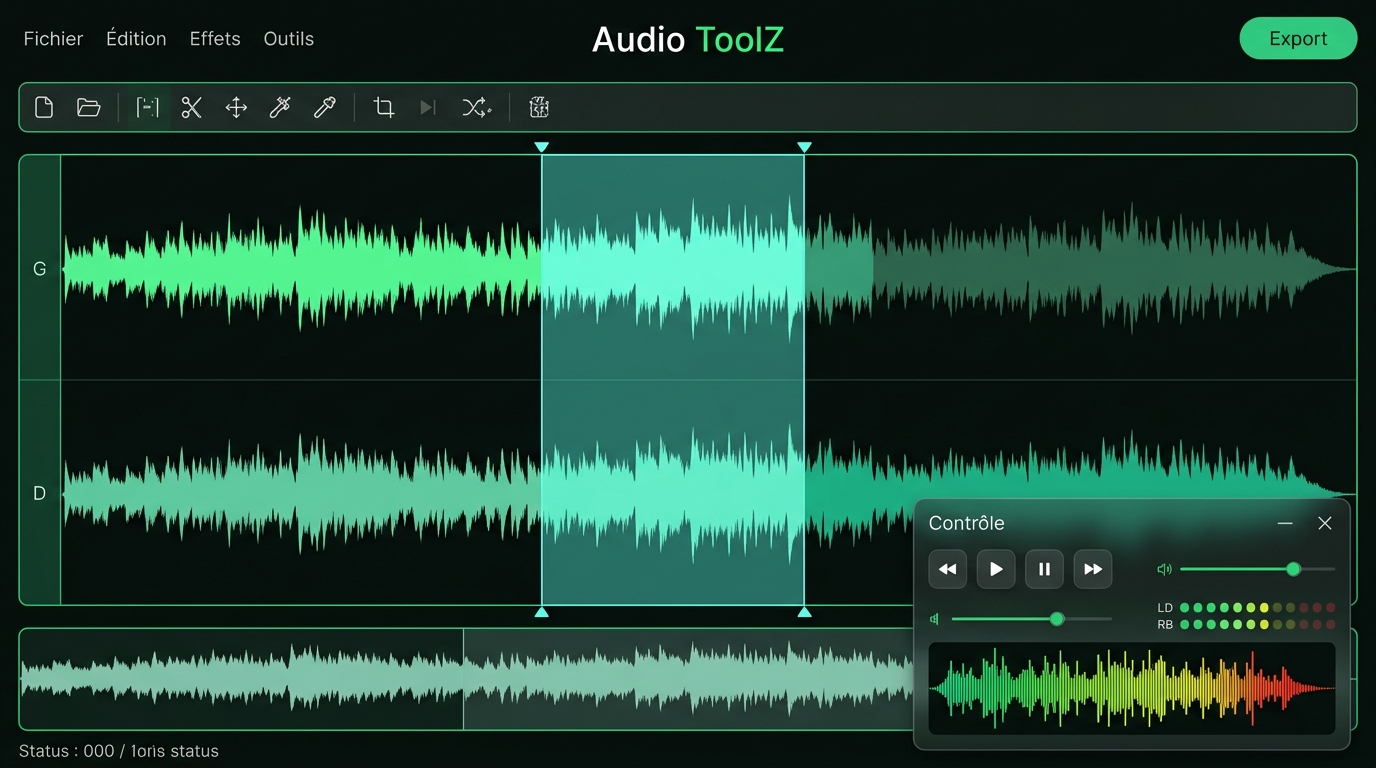 Fichier Édition Effets Outils
Audio ToolZ
Export
G
D
Contrôle
LD
RB
Status : 000 / 1oris status